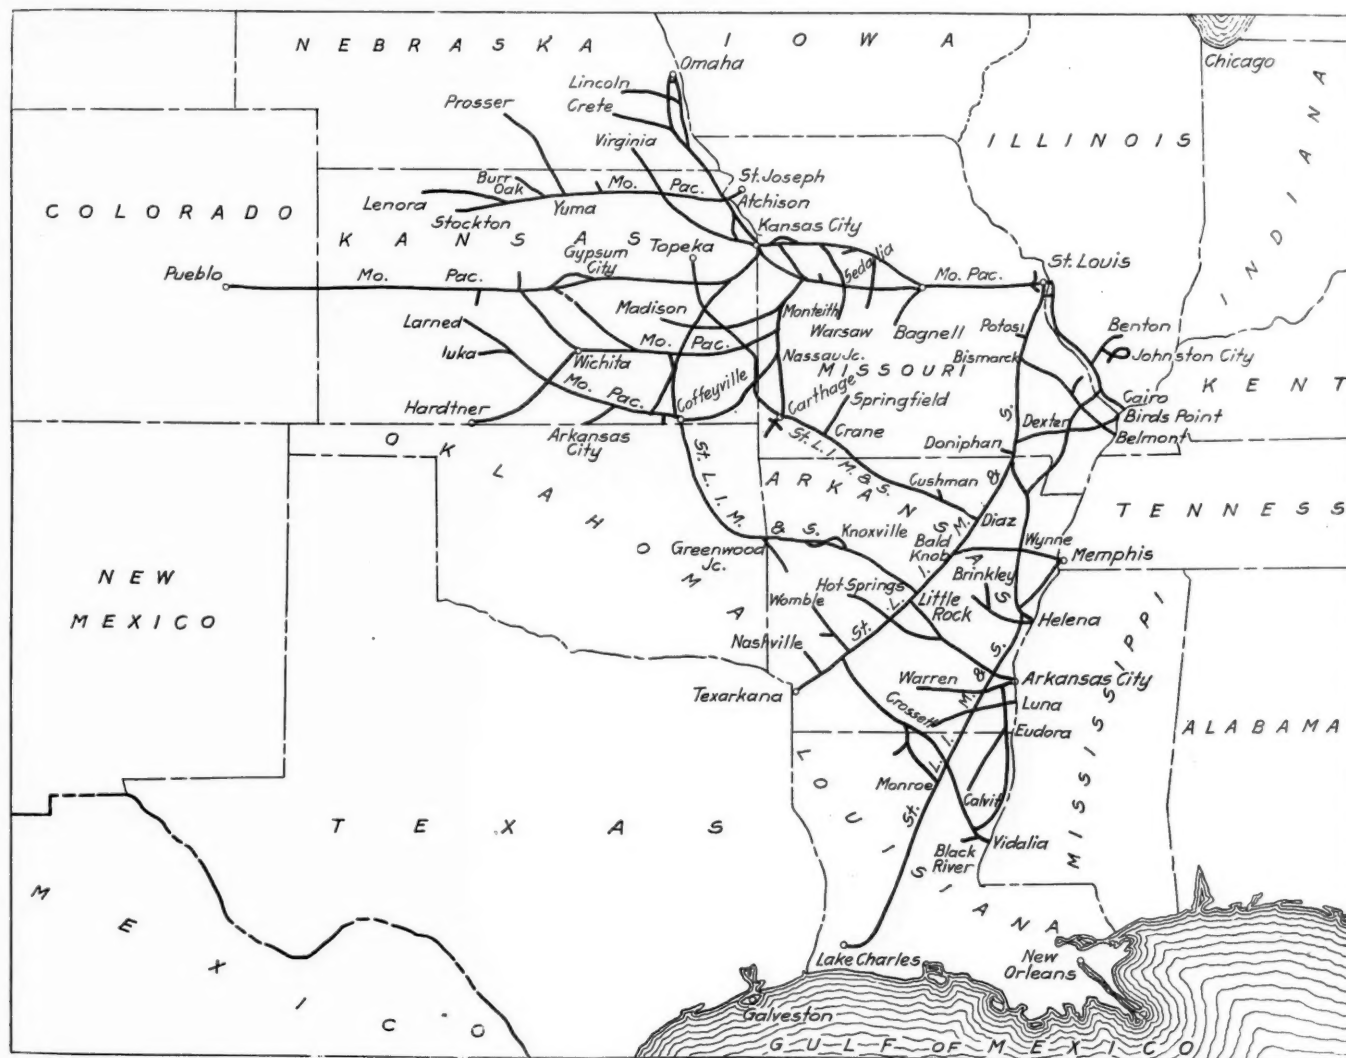 NEBRASKA
IOWA
Omaha
Chicago
Lincoln
Crete
Prosser
Virginia
ILLINOIS
INDIANA
St. Joseph
Burr
Oak
Mo. Pac.
Atchison
Lenora
Stockton
Yuma
COLORADO
Kansas City
KANSAS
Topeka
Gypsum
City
Sedalia
Pueblo
Mo. Pac.
Mo. Pac.
St. Louis
Madison
Monteith
Warsaw
Bagnell
Potosi
Benton
Larned
Iuka
Mo. Pac.
Wichita
Nassau Jc.
Bismarck
Johnston City
MISSOURI
KENT
Mo. Pac.
Coffeyville
Carthage
Springfield
Cairo
Hardtner
Arkansas
City
Crane
Dexter
Birds Point
Doniphan
Belmont
OKLAHOMA
St. L. I. M. & S.
St. L. I. M. & S.
ARKANSAS
Cushman
TENNESS
Diaz
Knoxville
Bald
Knob
Wynne
Memphis
Greenwood
Jc.
NEW
MEXICO
Hot Springs
Brinkley
Womble
Little
Rock
Helena
St. L. I. M. & S.
Nashville
Texarkana
Warren
Arkansas City
Luna
Crossett
Eudora
MISSISSIPPI
ALABAMA
St. L. I. M. & S.
Monroe
Calvit
TEXAS
LOUISIANA
Black
River
Vidalia
MEXICO
Lake Charles
New
Orleans
Galveston
GULF OF MEXICO